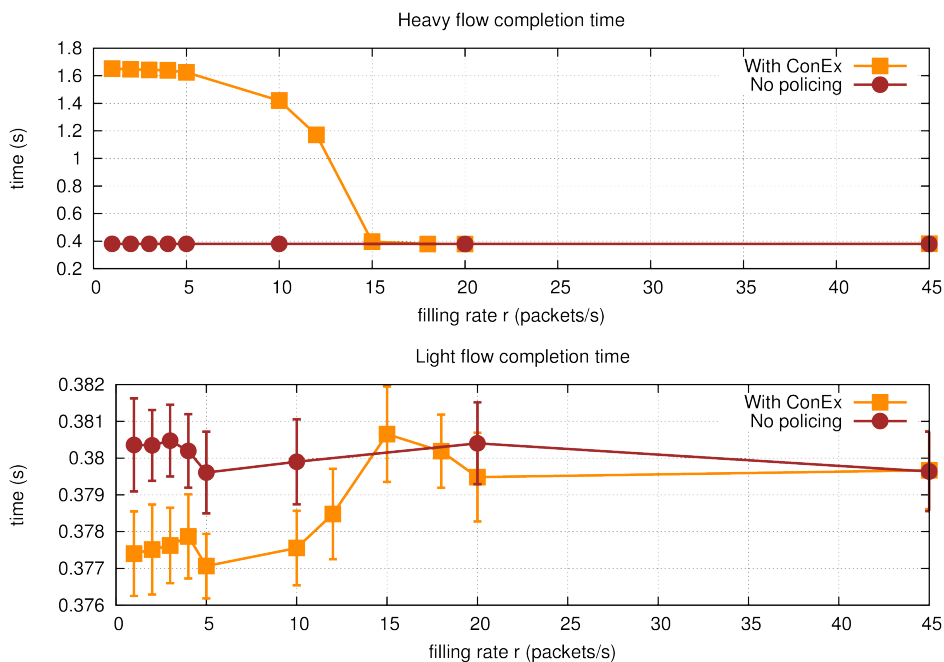 Heavy flow completion time
1.8
1.6
1.4
1.2
1
0.8
0.6
0.4
0.2
time (s)
With ConEx
No policing
0 5 10 15 20 25 30 35 40 45
filling rate r (packets/s)
Light flow completion time
0.382
0.381
0.38
0.379
0.378
0.377
0.376
time (s)
With ConEx
No policing
0 5 10 15 20 25 30 35 40 45
filling rate r (packets/s)